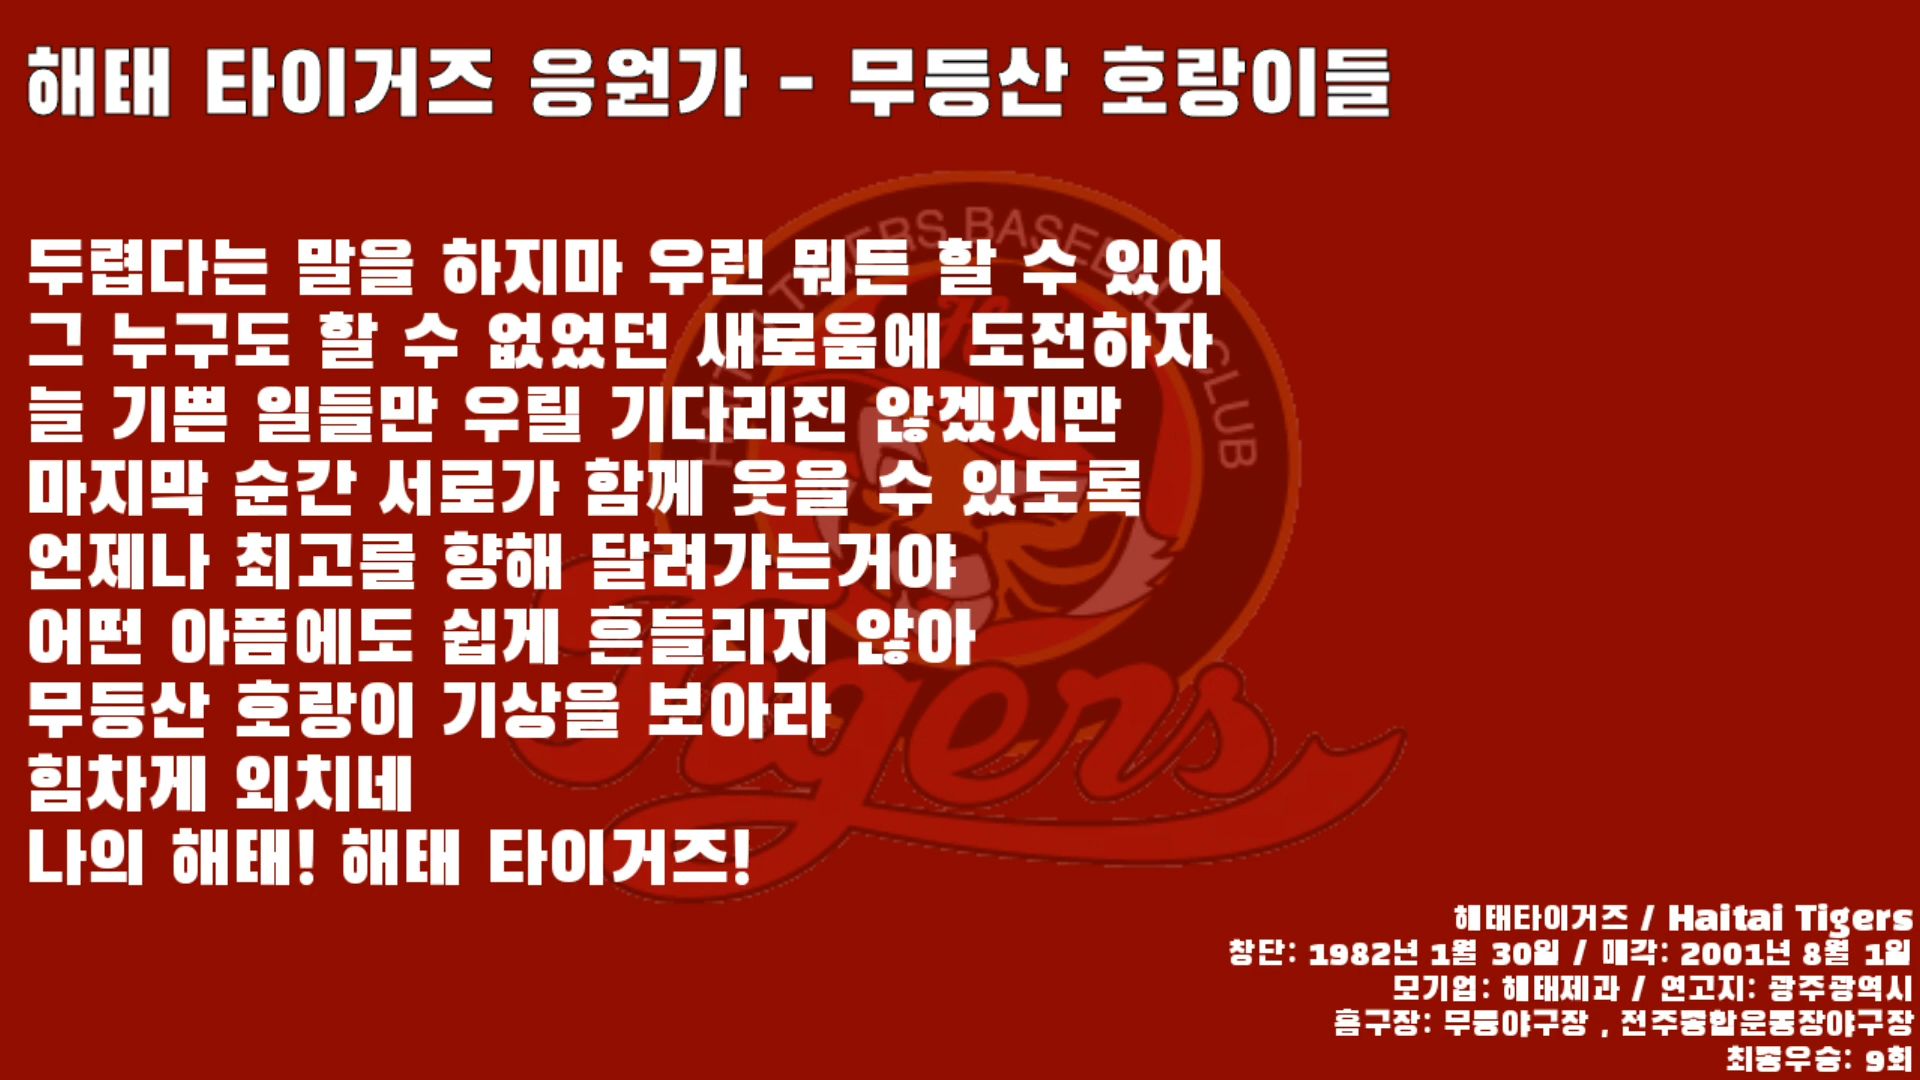 해태 타이거즈 응원가 - 무등산 호랑이들
HAITAI TIGERS BASEBALL CLUB
Ht
Tigers
두렵다는 말을 하지마 우린 뭐든 할 수 있어
그 누구도 할 수 없었던 새로움에 도전하자
늘 기쁜 일들만 우릴 기다리진 않겠지만
마지막 순간 서로가 함께 웃을 수 있도록
언제나 최고를 향해 달려가는거야
어떤 아픔에도 쉽게 흔들리지 않아
무등산 호랑이 기상을 보아라
힘차게 외치네
나의 해태! 해태 타이거즈!
해태타이거즈 / Haitai Tigers
창단: 1982년 1월 30일 / 매각: 2001년 8월 1일
모기업: 해태제과 / 연고지: 광주광역시
홈구장: 무등야구장 , 전주종합운동장야구장
최종우승: 9회